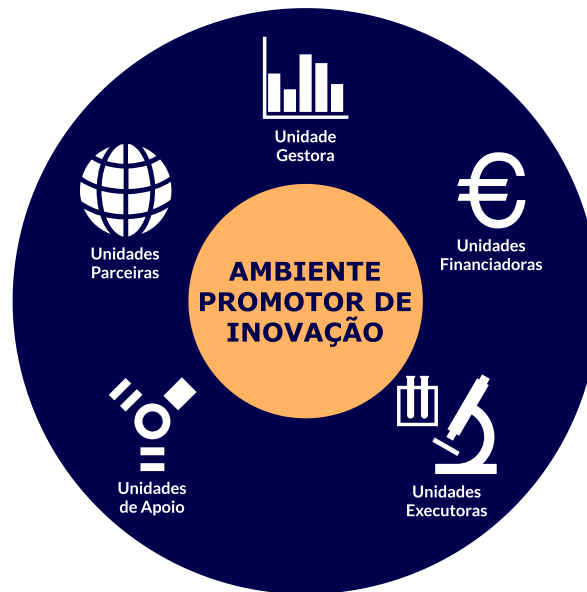 Unidade
Gestora
Unidades
Parceiras
Unidades
Financiadoras
AMBIENTE
PROMOTOR DE
INOVAÇÃO
Unidades
de Apoio
Unidades
Executoras